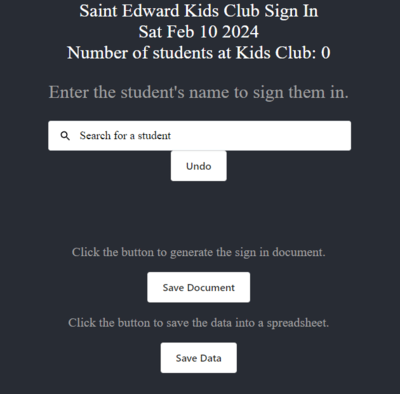 Saint Edward Kids Club Sign In
Sat Feb 10 2024
Number of students at Kids Club: 0
Enter the student's name to sign them in.
Search for a student
Undo
Click the button to generate the sign in document.
Save Document
Click the button to save the data into a spreadsheet.
Save Data